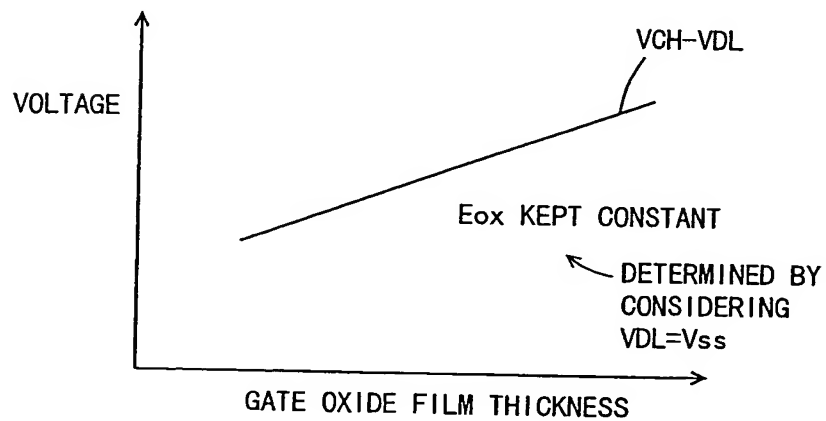 VCH-VDL
VOLTAGE
Eox KEPT CONSTANT
DETERMINED BY
CONSIDERING
VDL=Vss
GATE OXIDE FILM THICKNESS